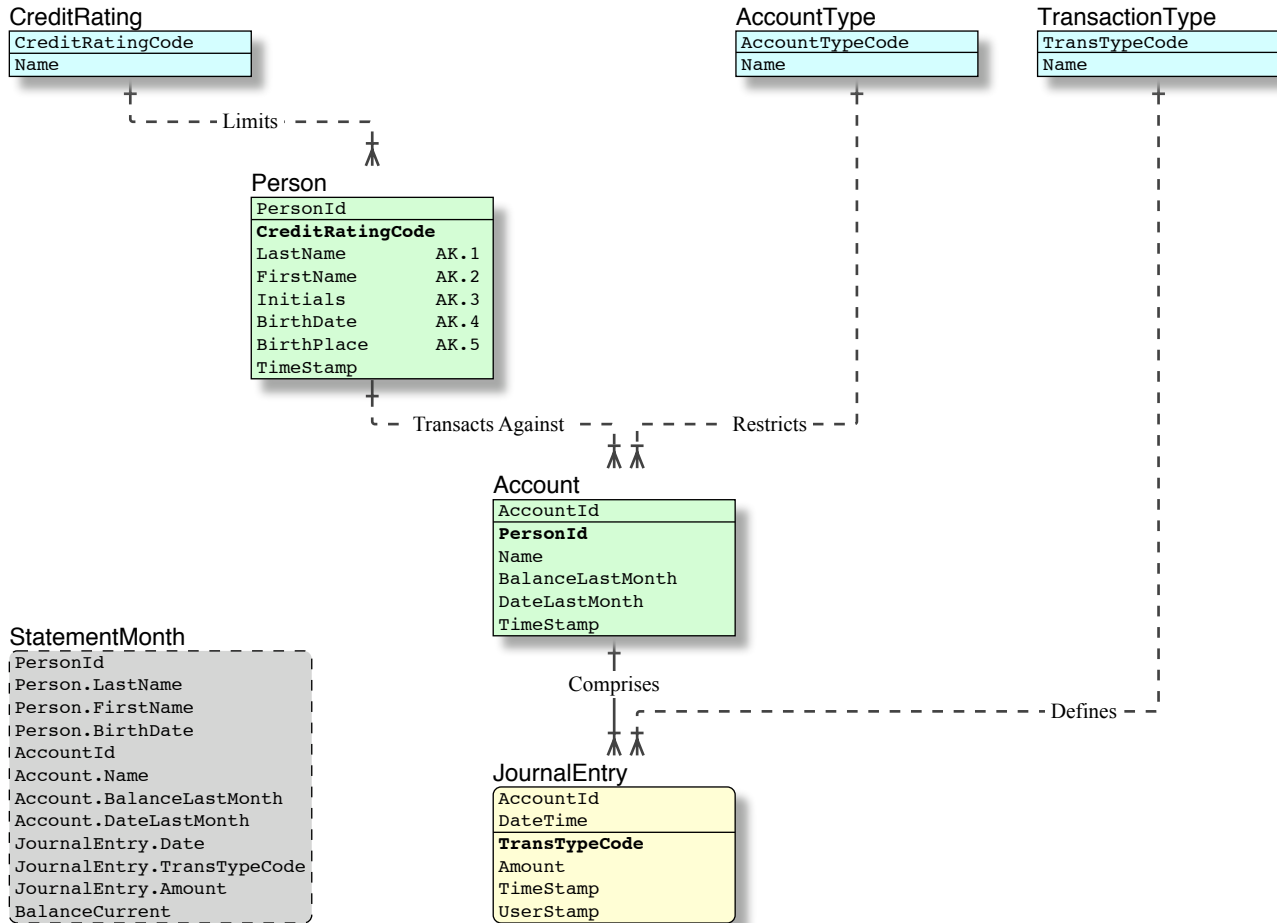 CreditRating
CreditRatingCode
Name
AccountType
AccountTypeCode
Name
TransactionType
TransTypeCode
Name
Limits
Person
PersonId
CreditRatingCode
LastName AK.1
FirstName AK.2
Initials AK.3
BirthDate AK.4
BirthPlace AK.5
TimeStamp
Transacts Against
Restricts
Account
AccountId
PersonId
Name
BalanceLastMonth
DateLastMonth
TimeStamp
StatementMonth
PersonId
Person.LastName
Person.FirstName
Person.BirthDate
AccountId
Account.Name
Account.BalanceLastMonth
Account.DateLastMonth
JournalEntry.Date
JournalEntry.TransTypeCode
JournalEntry.Amount
BalanceCurrent
Comprises
Defines
JournalEntry
AccountId
DateTime
TransTypeCode
Amount
TimeStamp
UserStamp